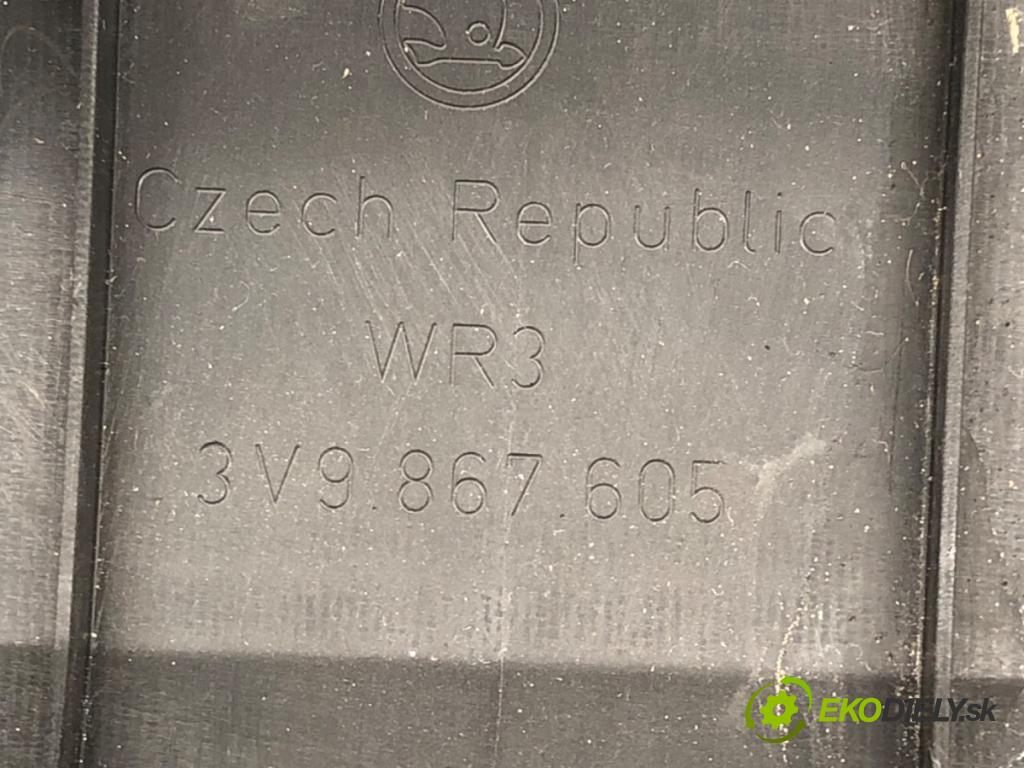 Czech Republic
WR3
3V9.867.605
EKODIELY.sk